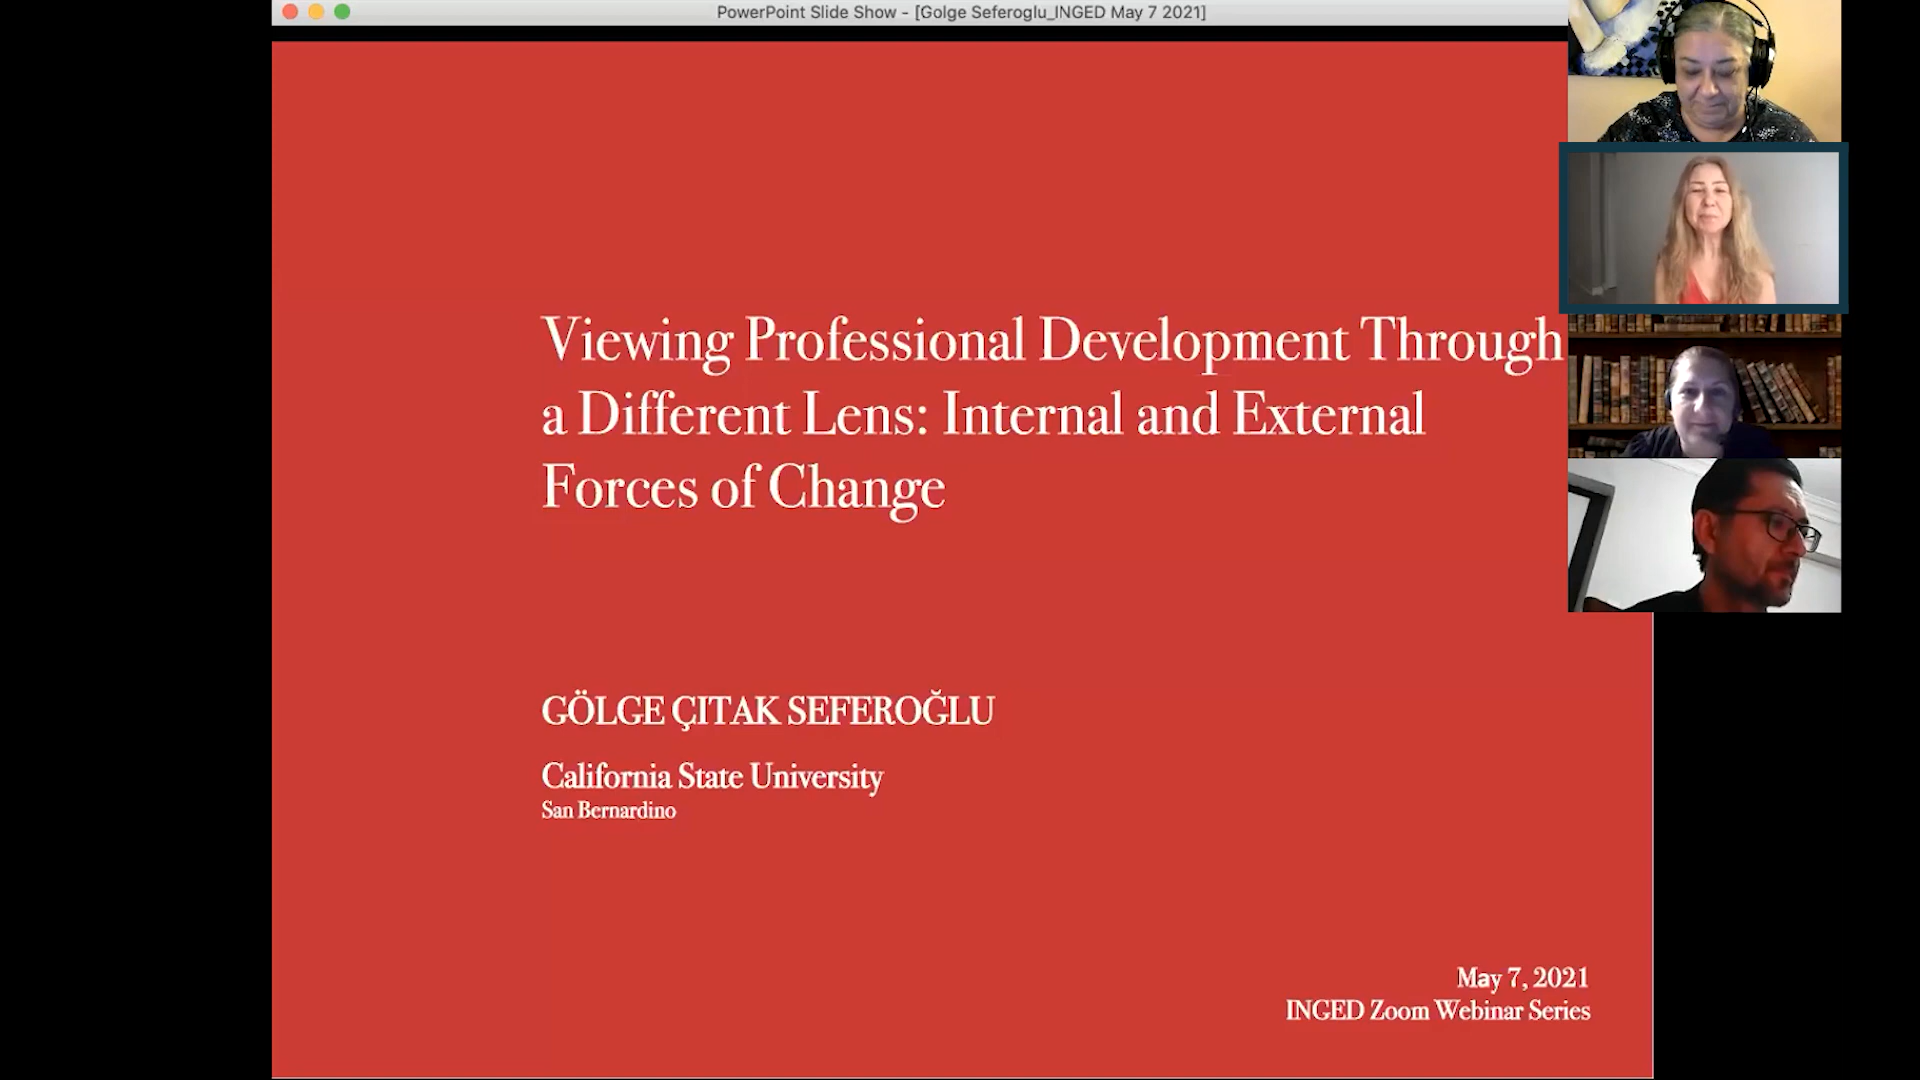 PowerPoint Slide Show - [Golge Seferoglu_INGED May 7 2021]
Viewing Professional Development Through
a Different Lens: Internal and External
Forces of Change
GÖLGE ÇITAK SEFEROĞLU
California State University
San Bernardino
May 7, 2021
INGED Zoom Webinar Series